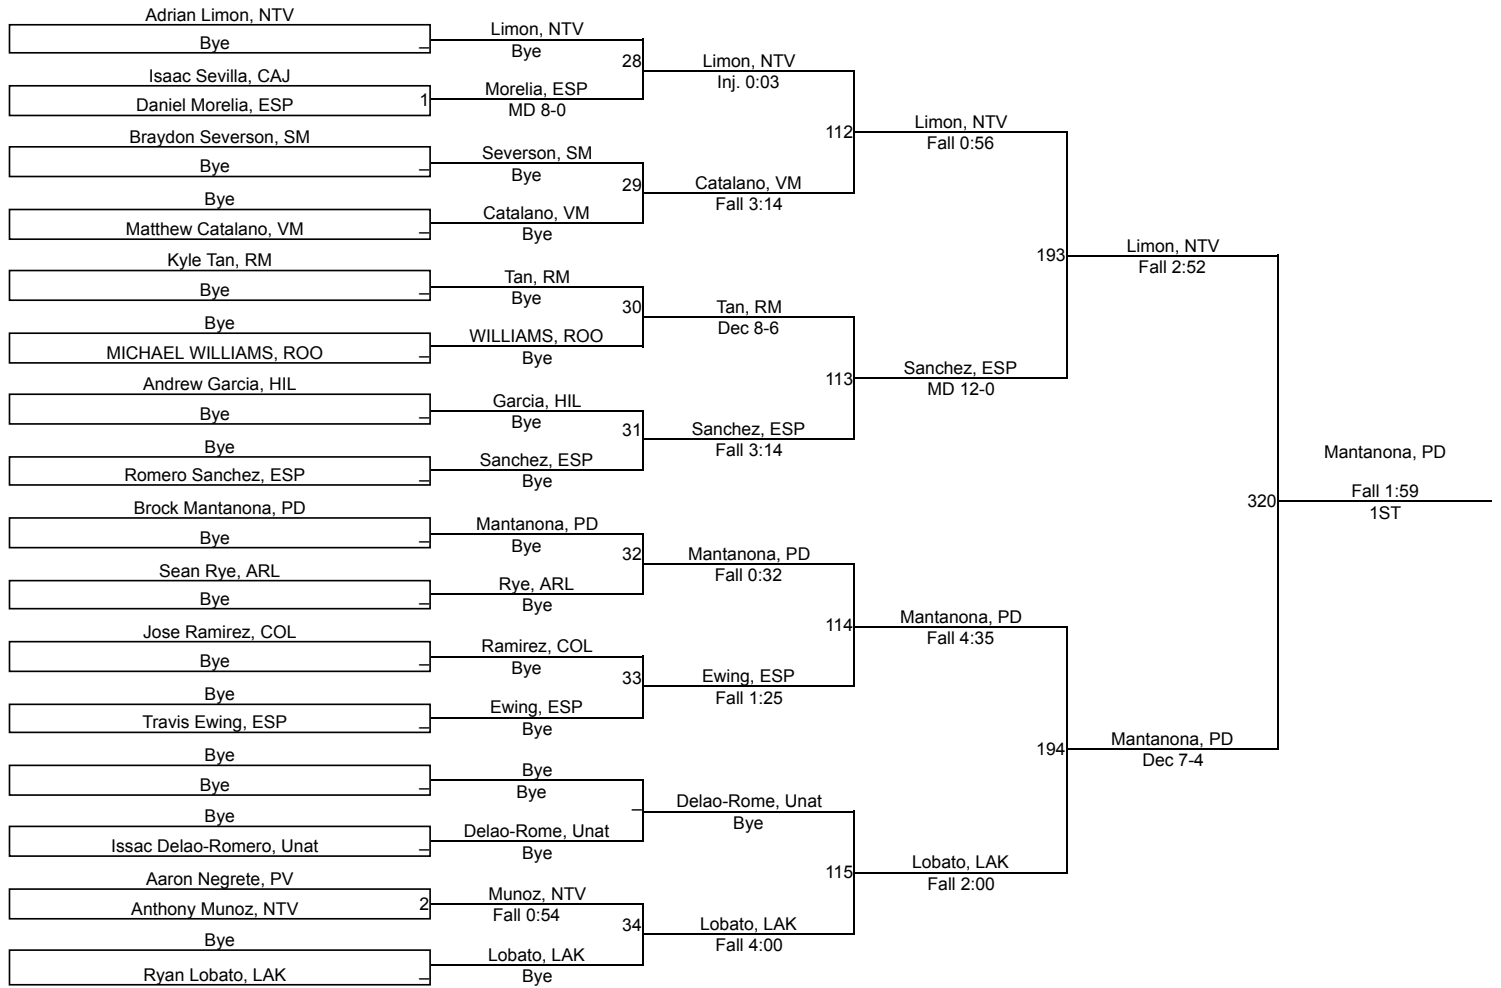 Adrian Limon, NTV
Bye
_
Isaac Sevilla, CAJ
Daniel Morelia, ESP
1
Braydon Severson, SM
Bye
_
Bye
Matthew Catalano, VM
_
Kyle Tan, RM
Bye
_
Bye
MICHAEL WILLIAMS, ROO
_
Andrew Garcia, HIL
Bye
_
Bye
Romero Sanchez, ESP
_
Brock Mantanona, PD
Bye
_
Sean Rye, ARL
Bye
_
Jose Ramirez, COL
Bye
_
Bye
Travis Ewing, ESP
_
Bye
Bye
_
Bye
Issac Delao-Romero, Unat
_
Aaron Negrete, PV
Anthony Munoz, NTV
2
Bye
Ryan Lobato, LAK
_
Limon, NTV
Bye
28
Morelia, ESP
MD 8-0
Severson, SM
Bye
29
Catalano, VM
Bye
Tan, RM
Bye
30
WILLIAMS, ROO
Bye
Garcia, HIL
Bye
31
Sanchez, ESP
Bye
Mantanona, PD
Bye
32
Rye, ARL
Bye
Ramirez, COL
Bye
33
Ewing, ESP
Bye
Bye
Bye
_
Delao-Rome, Unat
Bye
Munoz, NTV
Fall 0:54
34
Lobato, LAK
Bye
Limon, NTV
Inj. 0:03
112
Catalano, VM
Fall 3:14
Tan, RM
Dec 8-6
113
Sanchez, ESP
Fall 3:14
Mantanona, PD
Fall 0:32
114
Ewing, ESP
Fall 1:25
Delao-Rome, Unat
Bye
115
Lobato, LAK
Fall 4:00
Limon, NTV
Fall 0:56
193
Sanchez, ESP
MD 12-0
Mantanona, PD
Fall 4:35
194
Lobato, LAK
Fall 2:00
Limon, NTV
Fall 2:52
320
Mantanona, PD
Dec 7-4
Mantanona, PD
Fall 1:59
1ST